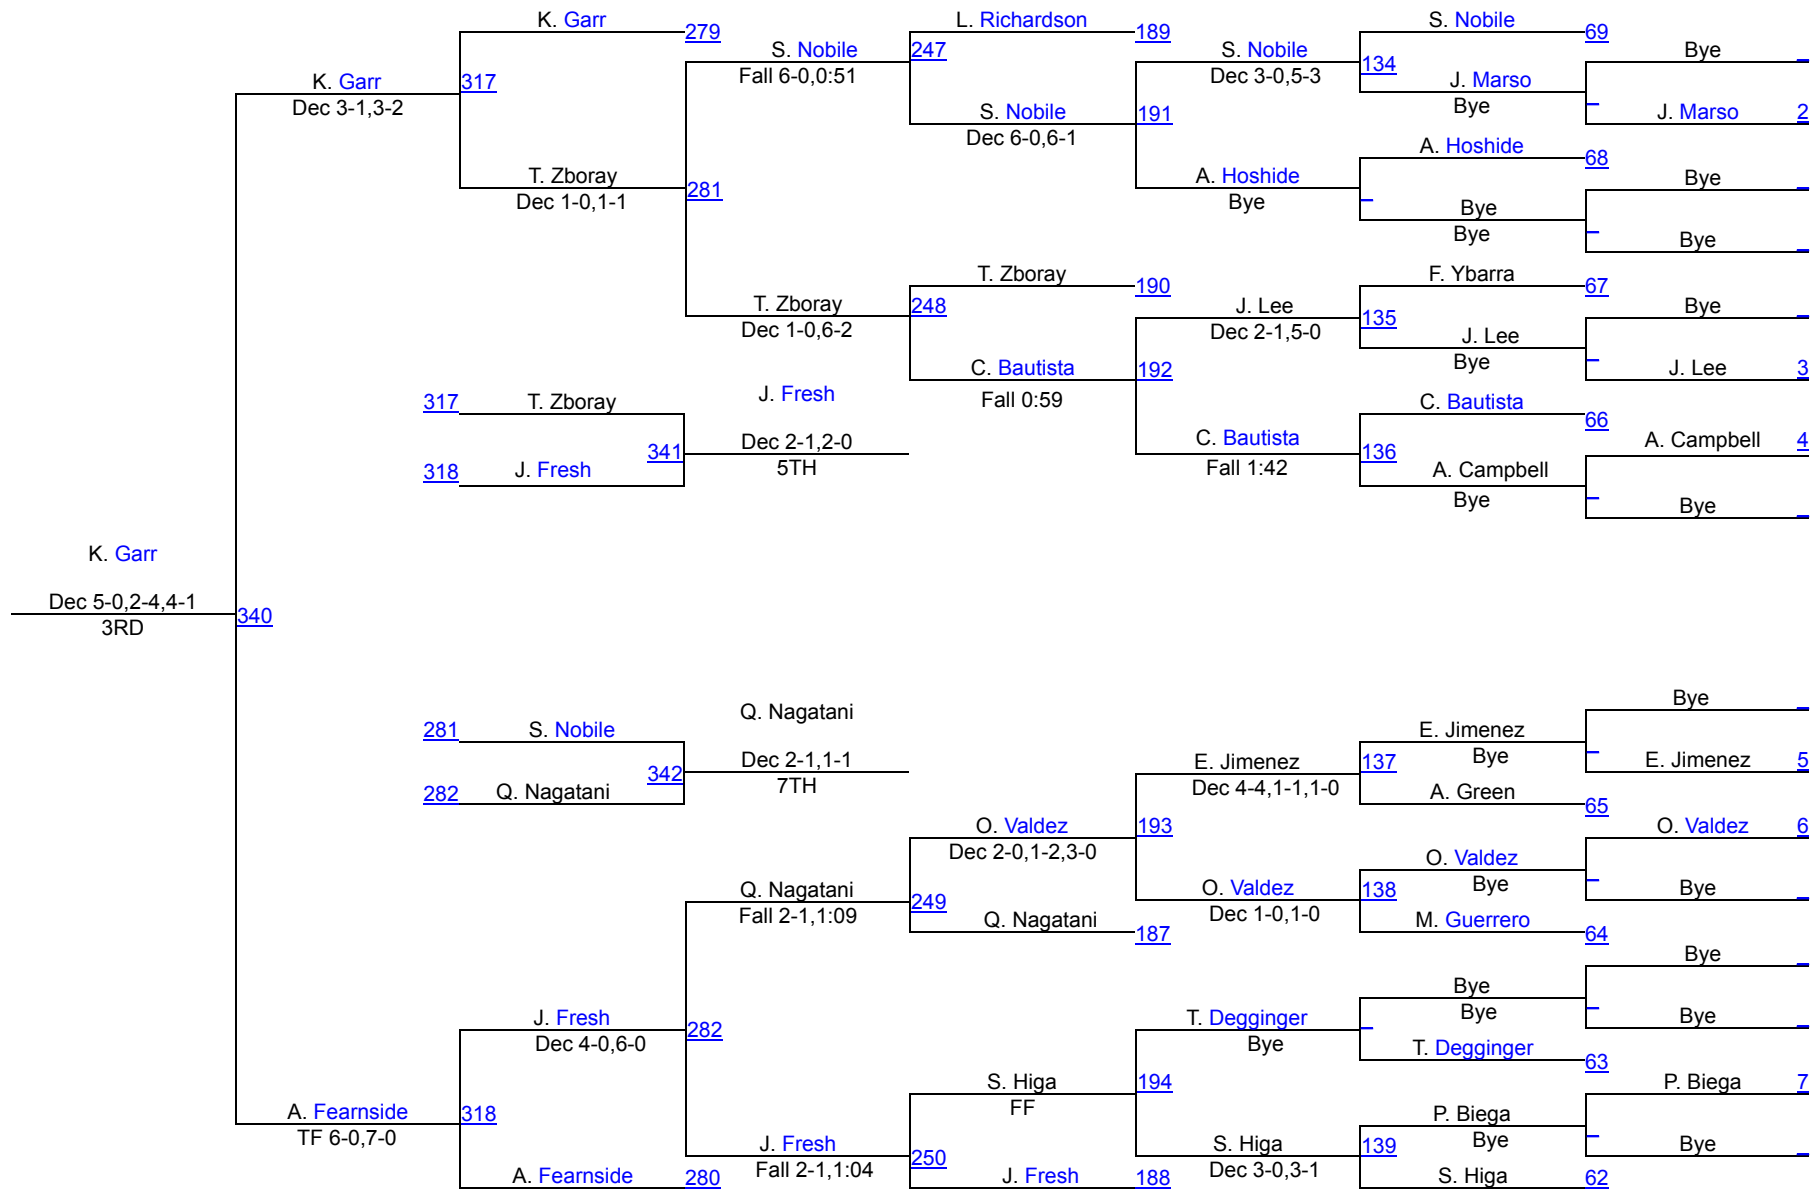 K. Garr
279
L. Richardson
189
S. Nobile
69
Bye
S. Nobile
Fall 6-0,0:51
247
S. Nobile
Dec 3-0,5-3
134
J. Marso
Bye
J. Marso 2
K. Garr
Dec 3-1,3-2
317
S. Nobile
Dec 6-0,6-1
191
A. Hoshide
68
T. Zboray
Dec 1-0,1-1
281
A. Hoshide
Bye
Bye
Bye
Bye
Bye
T. Zboray
190
F. Ybarra
67
T. Zboray
Dec 1-0,6-2
248
J. Lee
Dec 2-1,5-0
135
J. Lee
Bye
Bye
J. Lee 3
C. Bautista
Fall 0:59
192
317 T. Zboray
318 J. Fresh
341
J. Fresh
Dec 2-1,2-0
5TH
C. Bautista
66
C. Bautista
Fall 1:42
136
A. Campbell
Bye
A. Campbell 4
Bye
K. Garr
Dec 5-0,2-4,4-1
3RD
340
281 S. Nobile
282 Q. Nagatani
342
Q. Nagatani
Dec 2-1,1-1
7TH
Bye
E. Jimenez
Bye
E. Jimenez 5
E. Jimenez
Dec 4-4,1-1,1-0
137
A. Green
65
O. Valdez
Dec 2-0,1-2,3-0
193
O. Valdez 6
O. Valdez
Bye
Bye
Q. Nagatani
Fall 2-1,1:09
249
Q. Nagatani
187
O. Valdez
Dec 1-0,1-0
138
M. Guerrero
64
Bye
Bye
Bye
Bye
J. Fresh
Dec 4-0,6-0
282
T. Degginger
Bye
T. Degginger
63
S. Higa
FF
194
P. Biega 7
A. Fearnside
TF 6-0,7-0
318
P. Biega
Bye
Bye
J. Fresh
Fall 2-1,1:04
250
S. Higa
Dec 3-0,3-1
139
A. Fearnside
280
J. Fresh
188
S. Higa
62